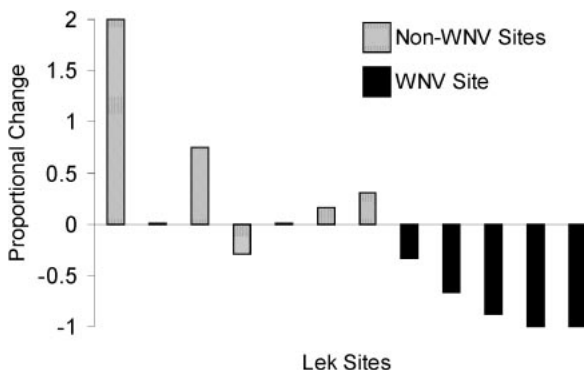 2
1.5
1
0.5
0
-0.5
-1
Proportional Change
Non-WNV Sites
WNV Site
Lek Sites